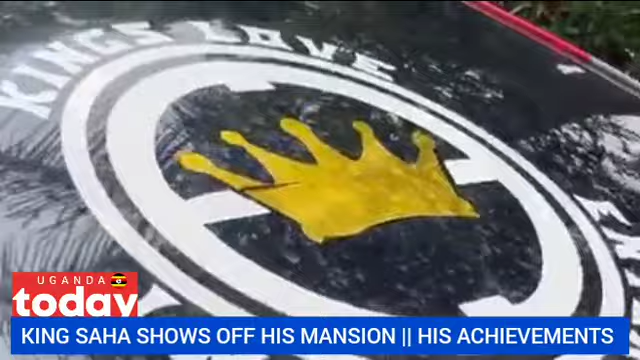 KINGS LOVE
UGANDA
today
KING SAHA SHOWS OFF HIS MANSION || HIS ACHIEVEMENTS